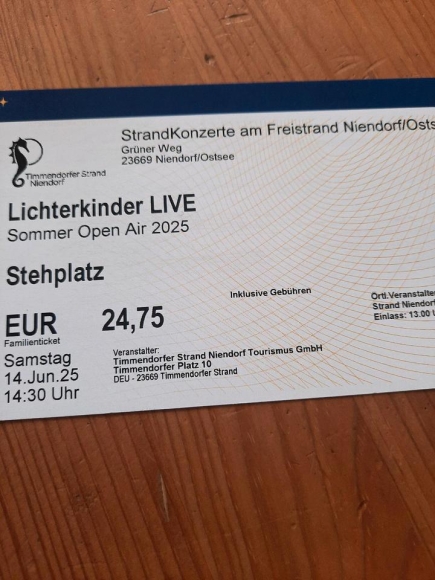 StrandKonzerte am Freistrand Niendorf/Osts
Grüner Weg
23669 Niendorf/Ostsee
Timmendorfer Strand
Niendorf
Lichterkinder LIVE
Sommer Open Air 2025
Stehplatz
Inklusive Gebühren
EUR 24,75
Familienticket
Samstag
14.Jun.25
14:30 Uhr
Veranstalter:
Timmendorfer Strand Niendorf Tourismus GmbH
Timmendorfer Platz 10
DEU - 23669 Timmendorfer Strand
Örtl.Veranstalte
Strand Niendorf
Einlass: 13.00 U